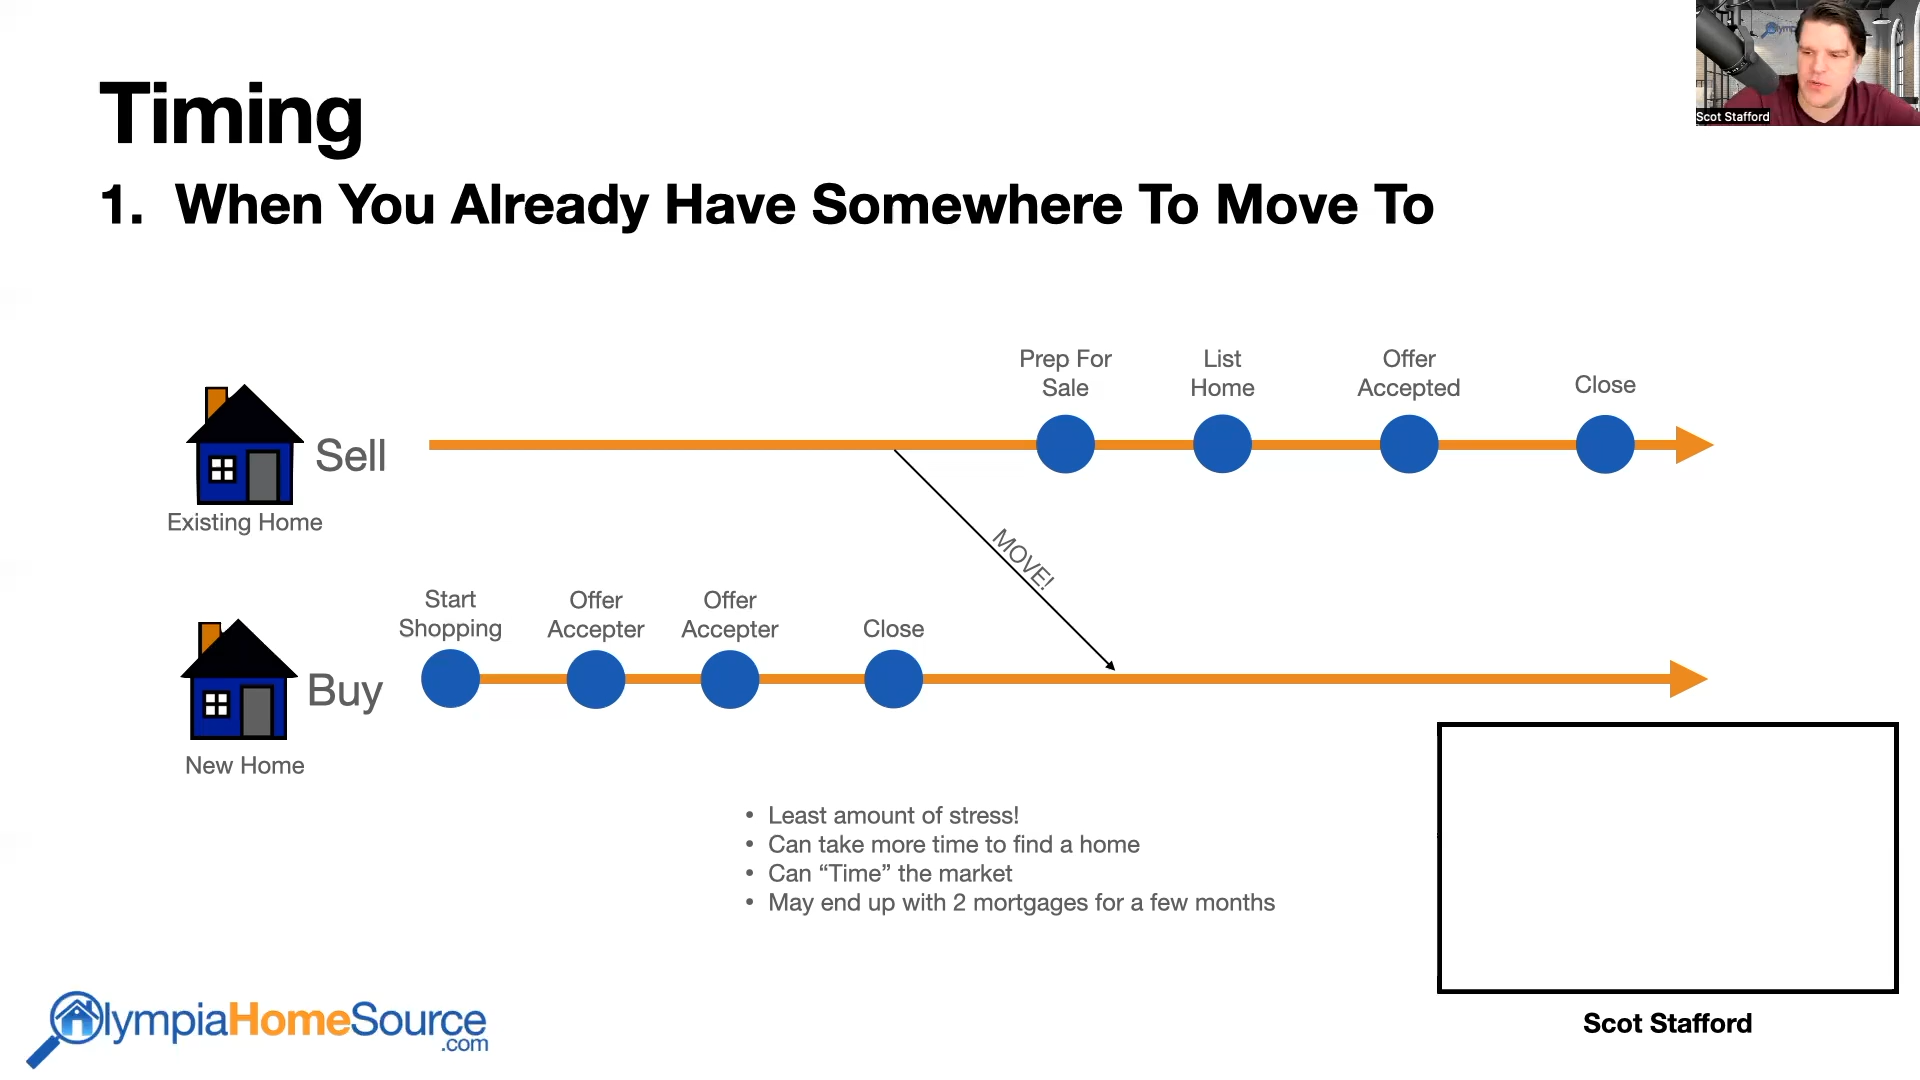 Timing
1. When You Already Have Somewhere To Move To
Scot Stafford
Prep For
Sale
List
Home
Offer
Accepted
Close
Sell
Existing Home
MOVE!
Start
Shopping
Offer
Accepter
Offer
Accepter
Close
Buy
New Home
• Least amount of stress!
• Can take more time to find a home
• Can “Time” the market
• May end up with 2 mortgages for a few months
OlympiaHomeSource
.com
Scot Stafford